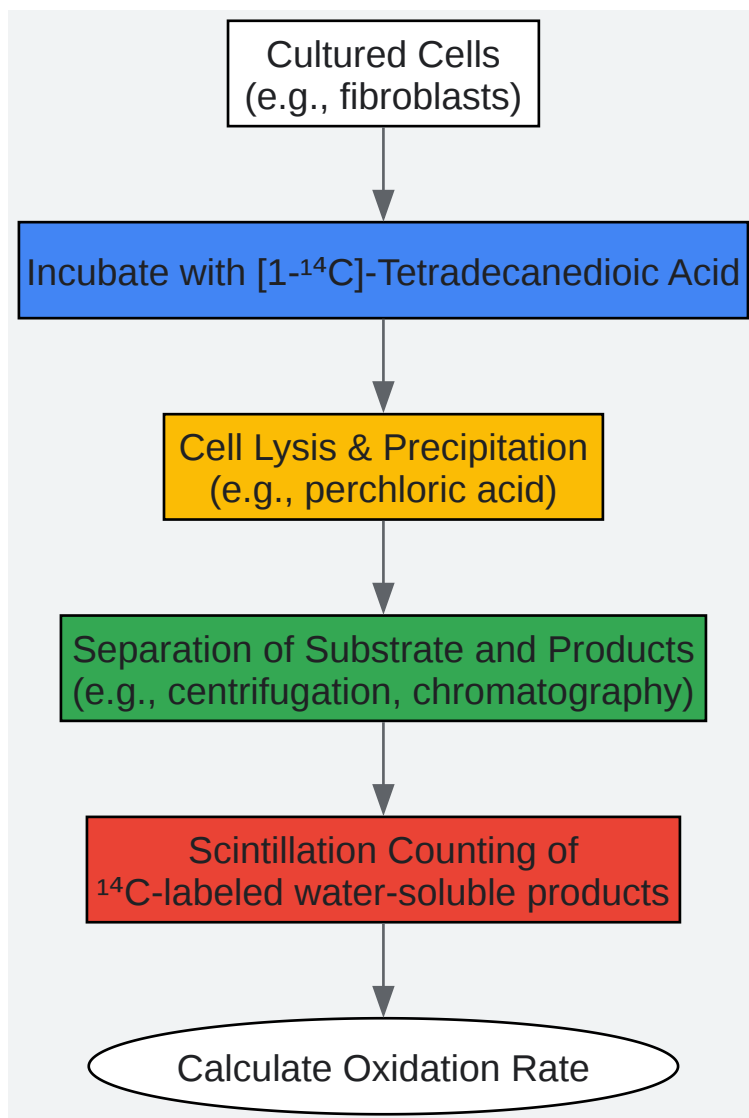 Cultured Cells
(e.g., fibroblasts)
Incubate with [1-¹⁴C]-Tetradecanedioic Acid
Cell Lysis & Precipitation
(e.g., perchloric acid)
Separation of Substrate and Products
(e.g., centrifugation, chromatography)
Scintillation Counting of
¹⁴C-labeled water-soluble products
Calculate Oxidation Rate